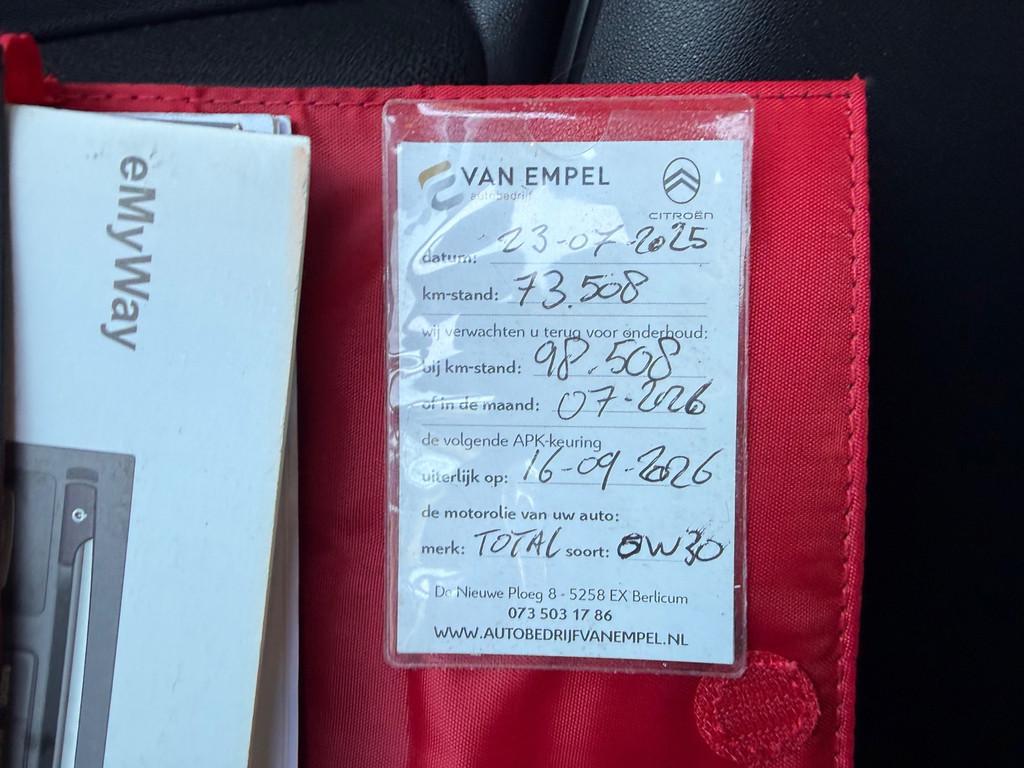 eMyWay
VAN EMPEL
autobedrijf
CITROËN
datum: 23-07-2025
km-stand: 73.508
wij verwachten u terug voor onderhoud:
bij km-stand: 98.508
of in de maand: 07-2026
de volgende APK-keuring
uiterlijk op: 16-09-2026
de motorolie van uw auto:
merk: TOTAL soort: 5W30
De Nieuwe Ploeg 8 - 5258 EX Berlicum
073 503 17 86
WWW.AUTOBEDRIJFVANEMPEL.NL